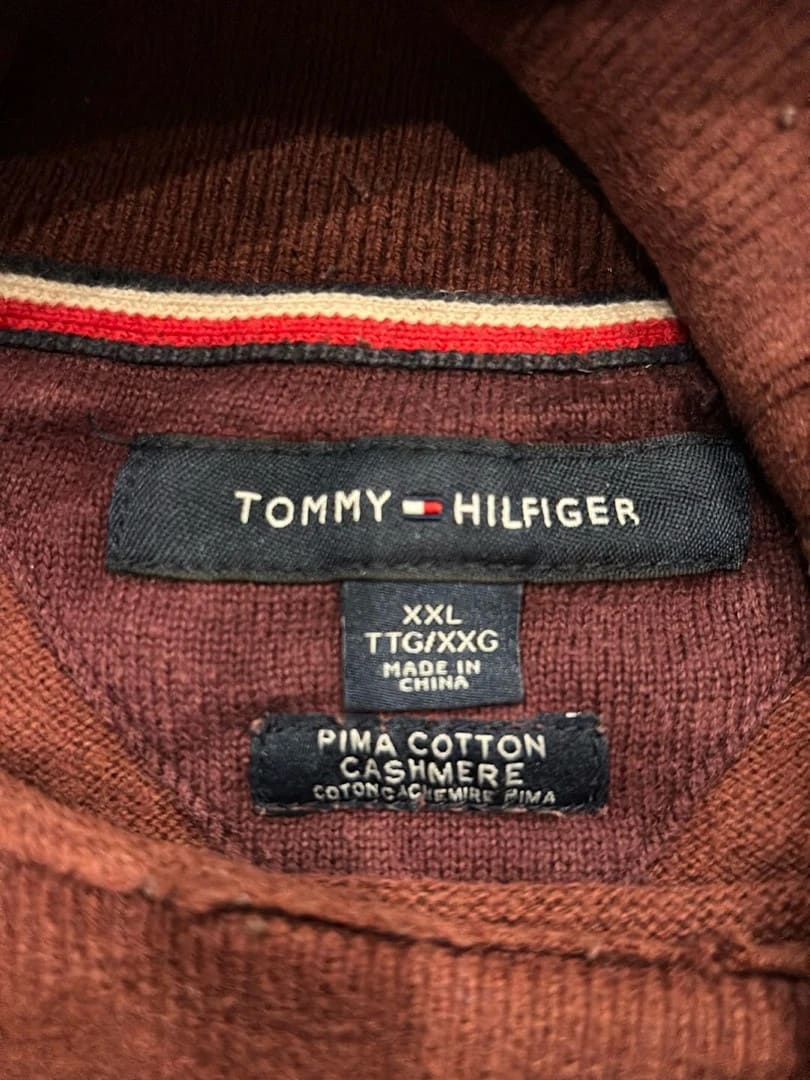 TOMMY HILFIGER
XXL
TTG/XXG
MADE IN
CHINA
PIMA COTTON
CASHMERE
COTON CACHEMIRE PIMA